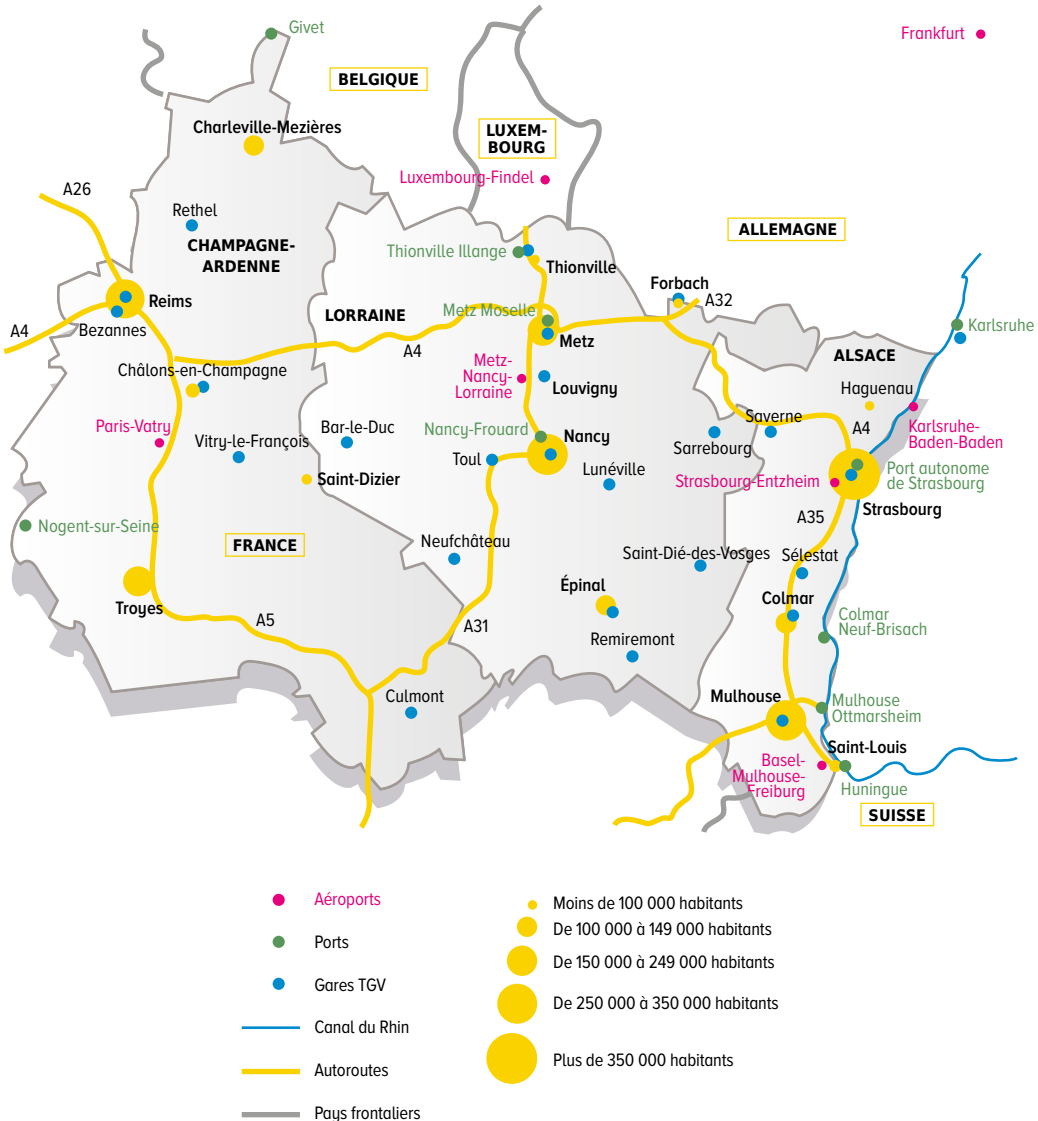 Givet
Frankfurt
BELGIQUE
Charleville-Mezières
LUXEM-
BOURG
Luxembourg-Findel
A26
Rethel
CHAMPAGNE-
ARDENNE
ALLEMAGNE
Thionville Illange
Thionville
Forbach
A32
Reims
LORRAINE
Metz Moselle
A4
Bezannes
A4
Metz
Karlsruhe
ALSACE
Châlons-en-Champagne
Metz-
Nancy-
Lorraine
Louvigny
Haguenau
Paris-Vatry
Vitry-le-François
Bar-le-Duc
Nancy-Frouard
Nancy
Saverne
A4
Karlsruhe-
Baden-Baden
Sarrebourg
Toul
Lunéville
Saint-Dizier
Strasbourg-Entzheim
Port autonome
de Strasbourg
Strasbourg
A35
Nogent-sur-Seine
FRANCE
Neufchâteau
Saint-Dié-des-Vosges
Sélestat
Épinal
Colmar
Troyes
A5
A31
Colmar
Neuf-Brisach
Remiremont
Culmont
Mulhouse
Mulhouse
Ottmarsheim
Saint-Louis
Basel-
Mulhouse-
Freiburg
Huningue
SUISSE
Aéroports
Ports
Gares TGV
Canal du Rhin
Autoroutes
Pays frontaliers
Moins de 100 000 habitants
De 100 000 à 149 000 habitants
De 150 000 à 249 000 habitants
De 250 000 à 350 000 habitants
Plus de 350 000 habitants